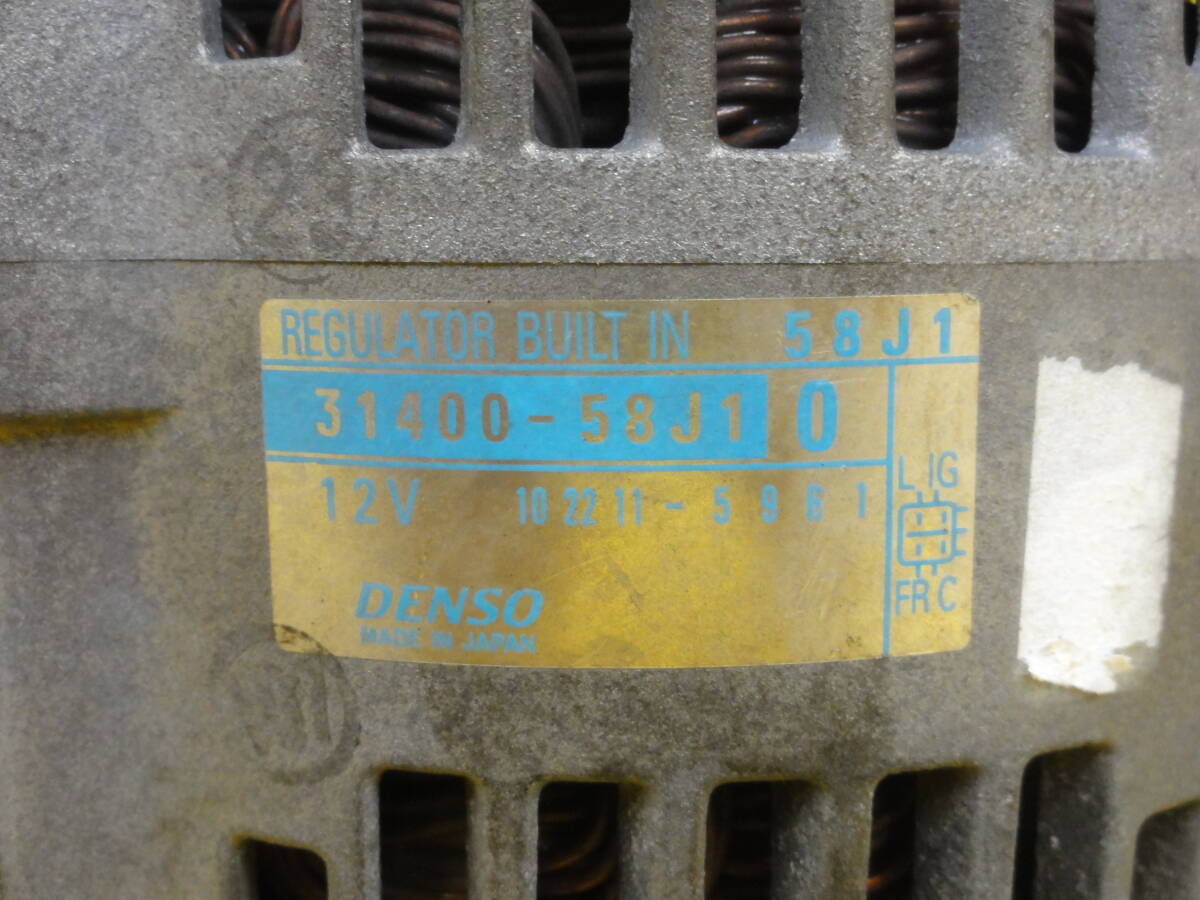 REGULATOR BUILT IN 58J1
31400-58J1 0
12V 102211-5961
DENSO
MADE IN JAPAN
L IG
FR C